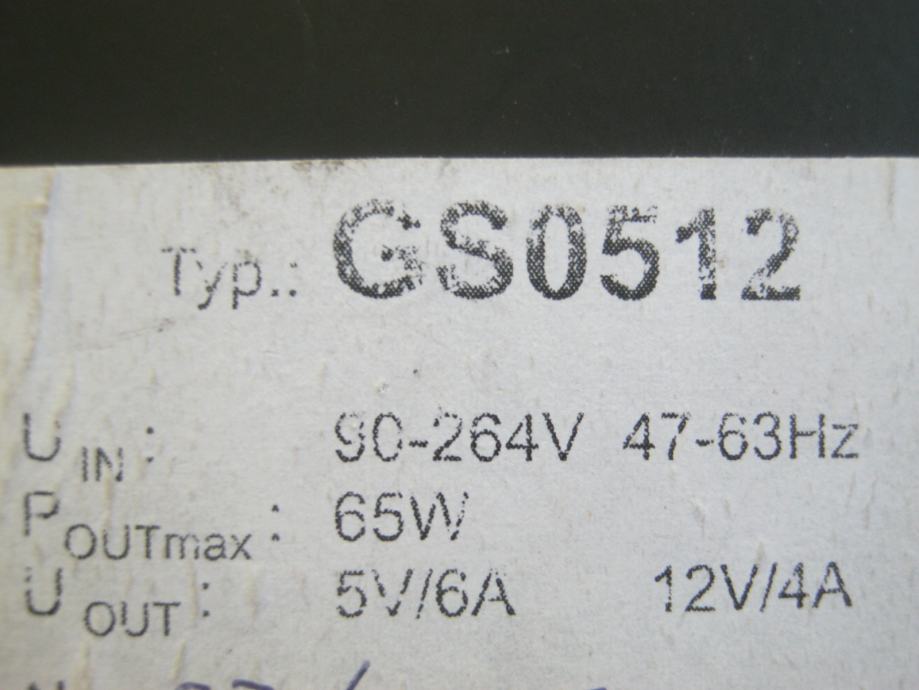 Typ.: GS0512
UIN: 90-264V 47-63Hz
POUTmax: 65W
UOUT: 5V/6A 12V/4A